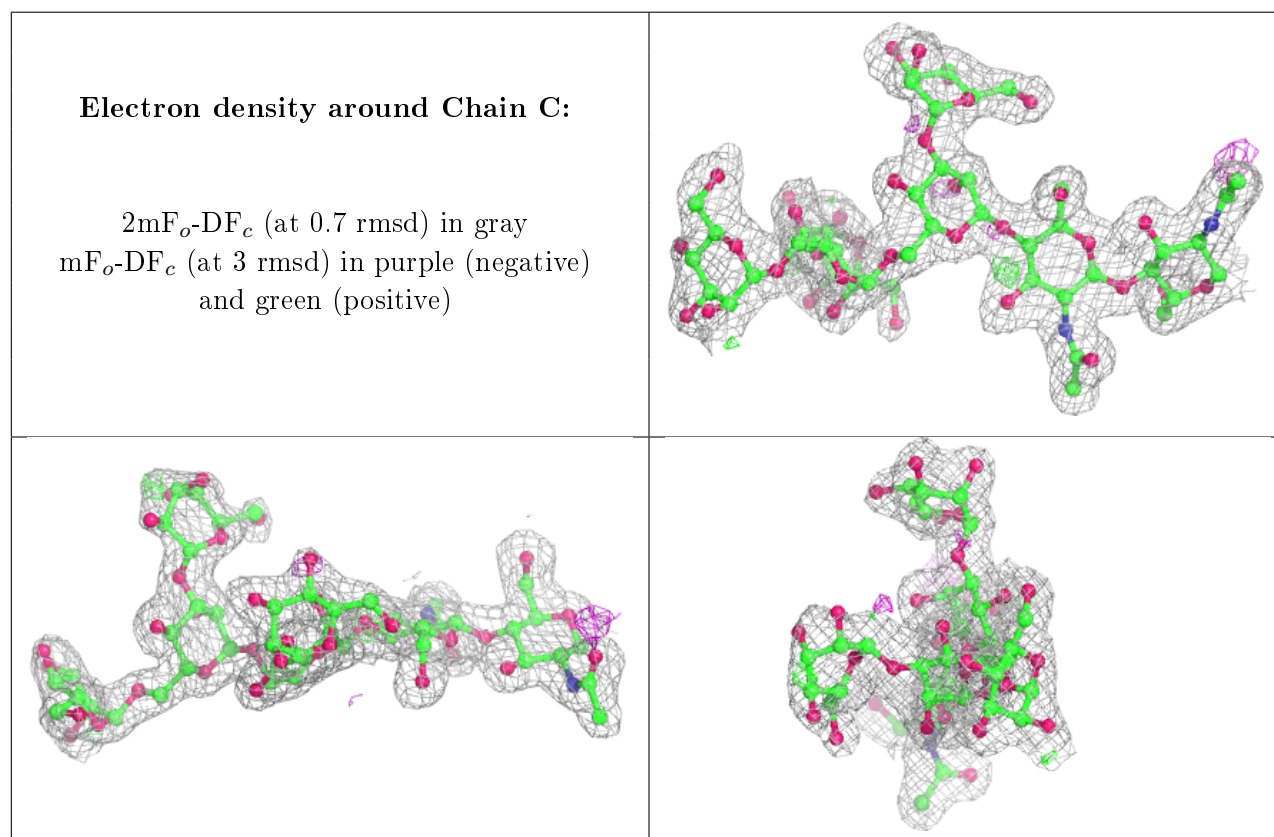 Electron density around Chain C:
2mFₒ-DF𝑐 (at 0.7 rmsd) in gray
mFₒ-DF𝑐 (at 3 rmsd) in purple (negative)
and green (positive)